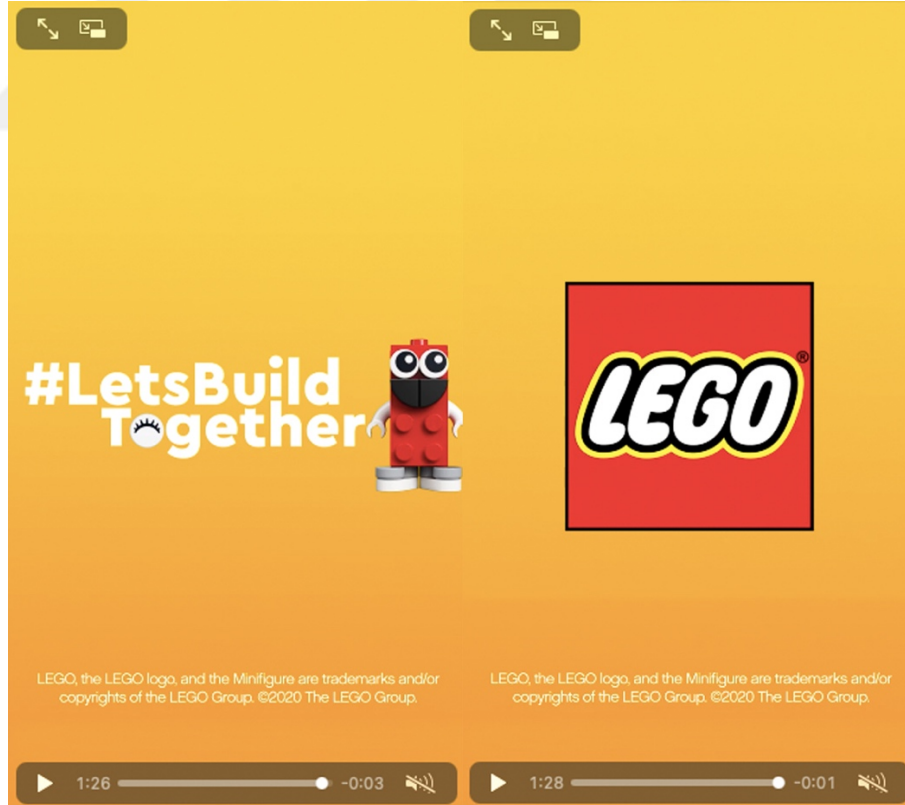 #LetsBuild
Together
LEGO, the LEGO logo, and the Minifigure are trademarks and/or
copyrights of the LEGO Group. ©2020 The LEGO Group.
1:26
-0:03
LEGO®
LEGO, the LEGO logo, and the Minifigure are trademarks and/or
copyrights of the LEGO Group. ©2020 The LEGO Group.
1:28
-0:01